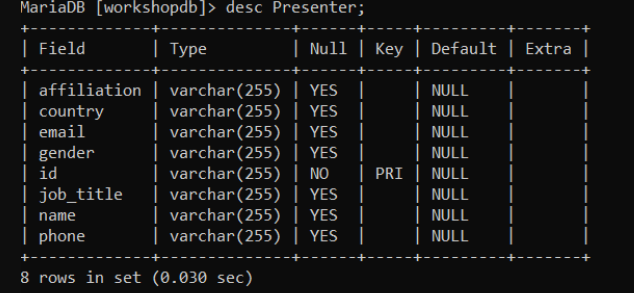 MariaDB [workshopdb]> desc Presenter;
+-------------+--------------+------+-----+---------+-------+
| Field       | Type         | Null | Key | Default | Extra |
+-------------+--------------+------+-----+---------+-------+
| affiliation | varchar(255) | YES  |     | NULL    |       |
| country     | varchar(255) | YES  |     | NULL    |       |
| email       | varchar(255) | YES  |     | NULL    |       |
| gender      | varchar(255) | YES  |     | NULL    |       |
| id          | varchar(255) | NO   | PRI |         |       |
| job_title   | varchar(255) | YES  |     | NULL    |       |
| name        | varchar(255) | YES  |     | NULL    |       |
| phone       | varchar(255) | YES  |     | NULL    |       |
+-------------+--------------+------+-----+---------+-------+
8 rows in set (0.030 sec)